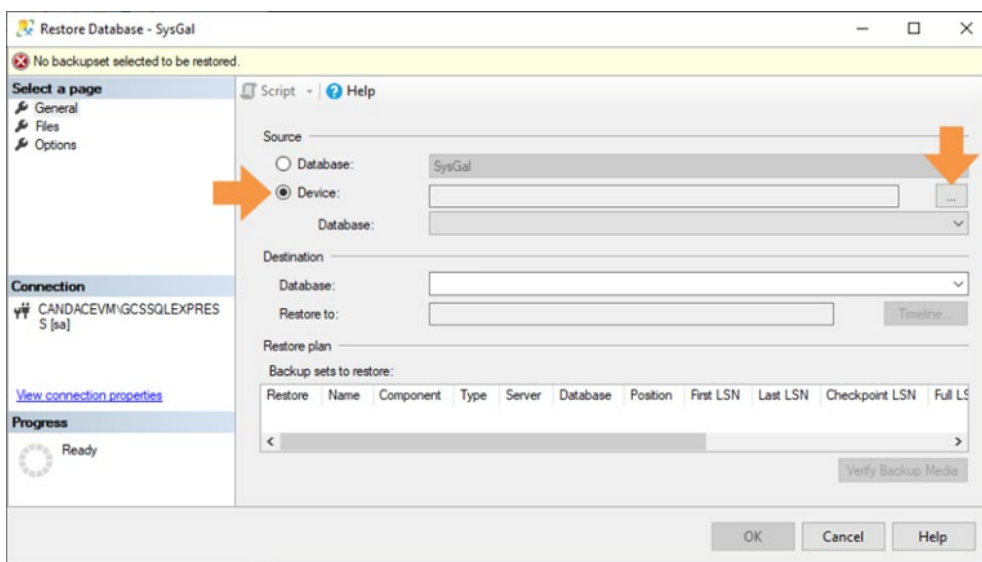 Restore Database - SysGal
No backupset selected to be restored.
Select a page
General
Files
Options
Script
Help
Source
Database:
SysGal
Device:
...
Database:
Destination
Database:
Restore to:
Timeline...
Restore plan
Backup sets to restore:
Restore Name Component Type Server Database Position First LSN Last LSN Checkpoint LSN Full LS
Verify Backup Media
Connection
CANDACEVM\GCSSQLEXPRES
S [sa]
View connection properties
Progress
Ready
OK Cancel Help